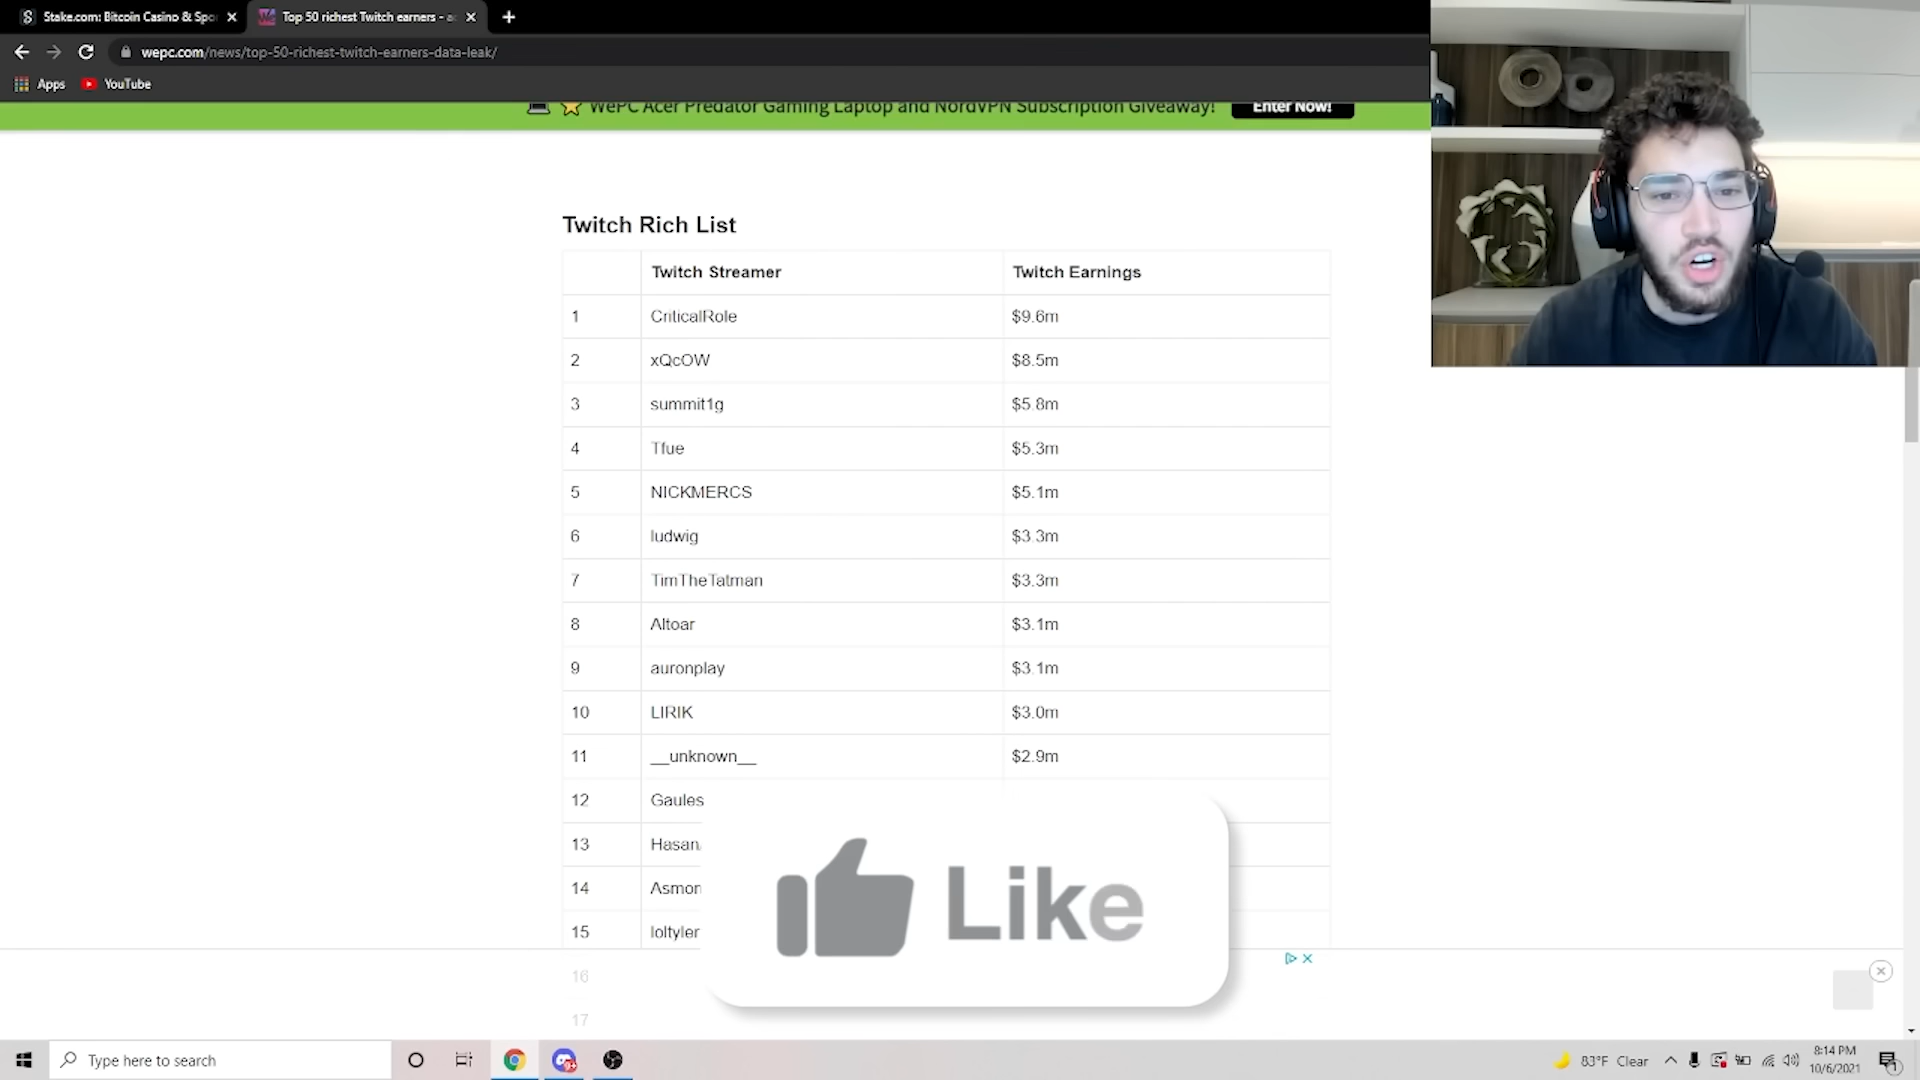 Stake.com: Bitcoin Casino & Spo
Top 50 richest Twitch earners - ac
wepc.com/news/top-50-richest-twitch-earners-data-leak/
Apps
YouTube
WePC Acer Predator Gaming Laptop and NordVPN Subscription Giveaway!
Enter Now!
Twitch Rich List
Twitch Streamer Twitch Earnings
1 CriticalRole $9.6m
2 xQcOW $8.5m
3 summit1g $5.8m
4 Tfue $5.3m
5 NICKMERCS $5.1m
6 ludwig $3.3m
7 TimTheTatman $3.3m
8 Altoar $3.1m
9 auronplay $3.1m
10 LIRIK $3.0m
11 __unknown__ $2.9m
12 Gaules
13 Hasan
14 Asmon
15 loltyler
16
17
Like
Type here to search
83°F Clear
8:14 PM
10/6/2021